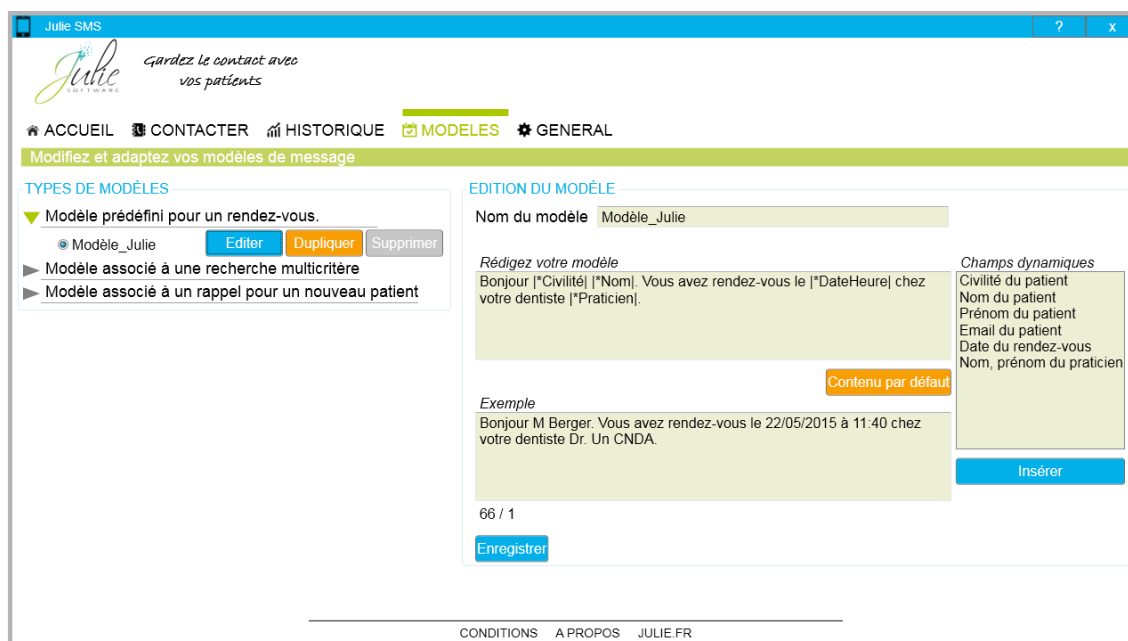 Julie SMS
? x
Julie
SOFTWARE
Gardez le contact avec
vos patients
ACCUEIL CONTACTER HISTORIQUE MODELES GENERAL
Modifiez et adaptez vos modèles de message
TYPES DE MODÈLES
Modèle prédéfini pour un rendez-vous.
Modèle_Julie Editer Dupliquer Supprimer
Modèle associé à une recherche multicritère
Modèle associé à un rappel pour un nouveau patient
EDITION DU MODÈLE
Nom du modèle Modèle_Julie
Rédigez votre modèle
Bonjour |*Civilité| |*Nom|. Vous avez rendez-vous le |*DateHeure| chez
votre dentiste |*Praticien|.
Contenu par défaut
Exemple
Bonjour M Berger. Vous avez rendez-vous le 22/05/2015 à 11:40 chez
votre dentiste Dr. Un CNDA.
66 / 1
Enregistrer
Champs dynamiques
Civilité du patient
Nom du patient
Prénom du patient
Email du patient
Date du rendez-vous
Nom, prénom du praticien
Insérer
CONDITIONS A PROPOS JULIE.FR